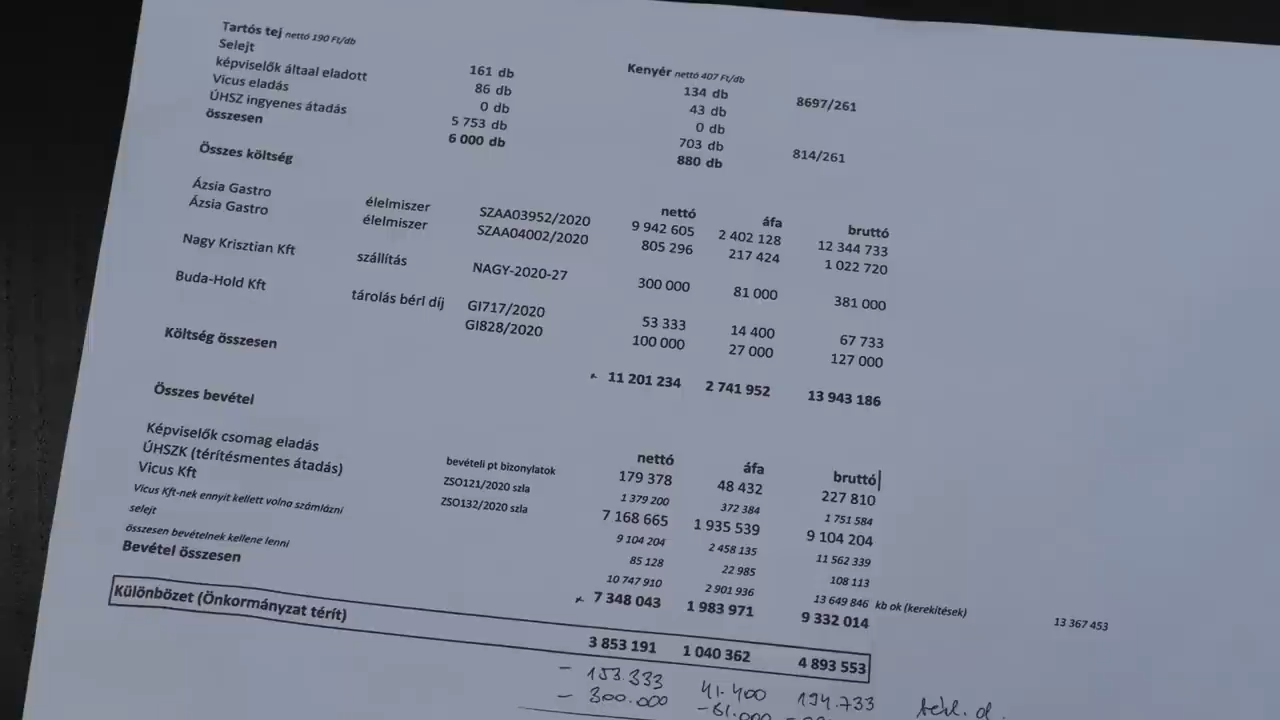 Tartós tej nettó 190 Ft/db Kenyér nettó 407 Ft/db
Selejt 161 db 134 db 8697/261
képviselők áltaal eladott 86 db 43 db
Vicus eladás 0 db 0 db
ÚHSZ ingyenes átadás 5 753 db 703 db 814/261
összesen 6 000 db 880 db
Összes költség
nettó áfa bruttó
Ázsia Gastro élelmiszer SZAA03952/2020 9 942 605 2 402 128 12 344 733
Ázsia Gastro élelmiszer SZAA04002/2020 805 296 217 424 1 022 720
Nagy Krisztian Kft szállítás NAGY-2020-27 300 000 81 000 381 000
Buda-Hold Kft tárolás bérl díj GI717/2020 53 333 14 400 67 733
GI828/2020 100 000 27 000 127 000
Költség összesen 11 201 234 2 741 952 13 943 186
Összes bevétel
nettó áfa bruttó
Képviselők csomag eladás bevételi pt bizonylatok 179 378 48 432 227 810
ÚHSZK (térítésmentes átadás) ZSO121/2020 szla 1 379 200 372 384 1 751 584
Vicus Kft ZSO132/2020 szla 7 168 665 1 935 539 9 104 204
Vicus Kft-nek ennyit kellett volna számlázni 9 104 204 2 458 135 11 562 339
selejt 85 128 22 985 108 113
összesen bevételnek kellene lenni 10 747 910 2 901 936 13 649 846 kb ok (kerekítések) 13 367 453
Bevétel összesen 7 348 043 1 983 971 9 332 014
Különbözet (Önkormányzat térít) 3 853 191 1 040 362 4 893 553
- 153.333 41.400 194.733
- 300.000